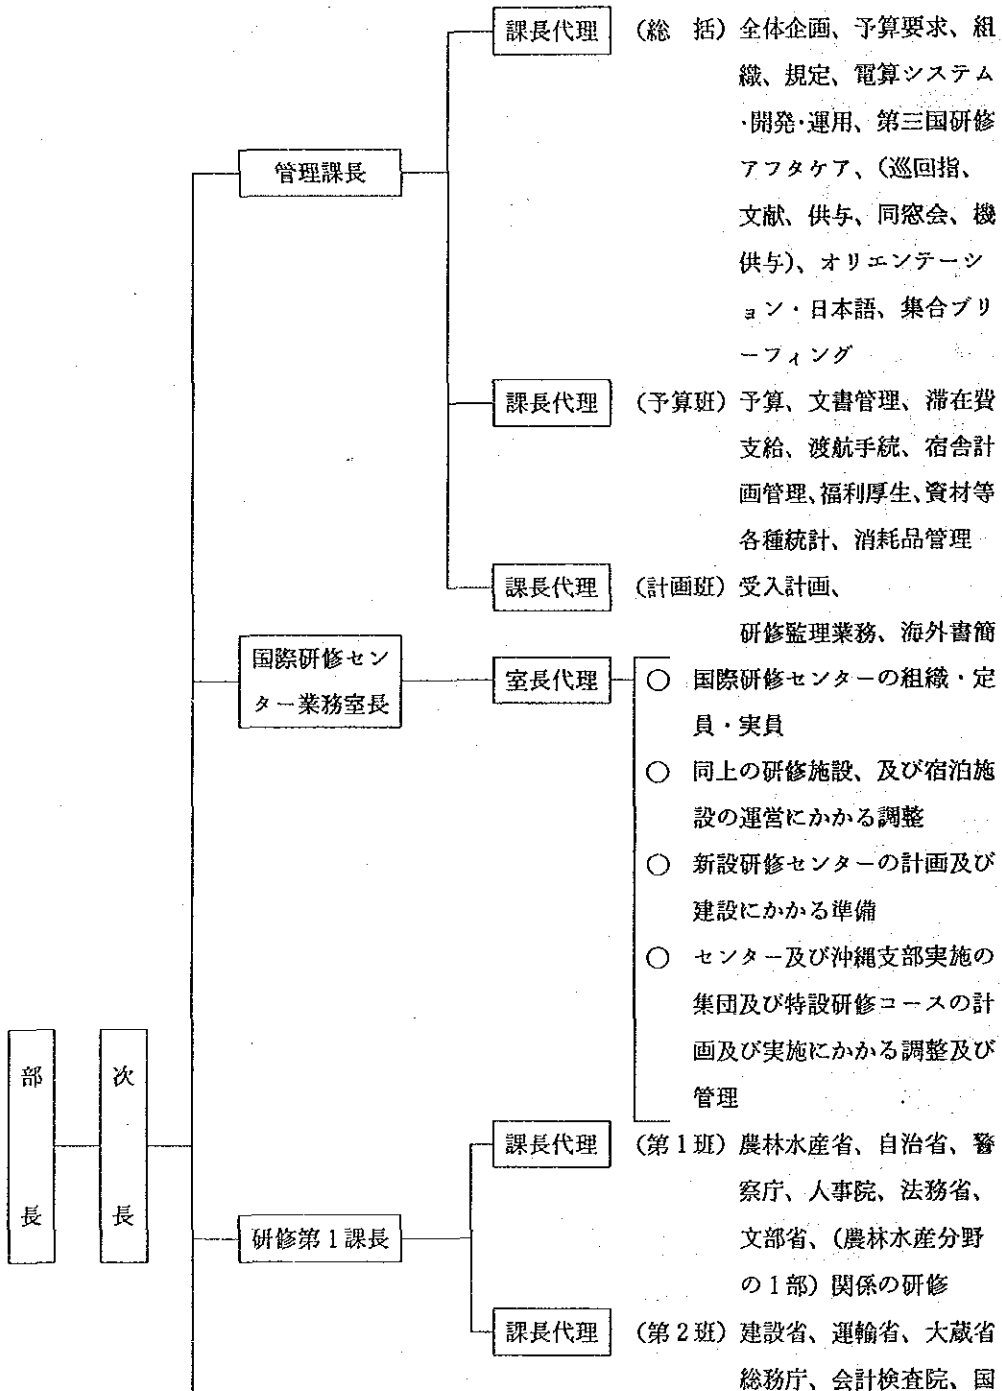 課長代理 (総 括) 全体企画、予算要求、組
織、規定、電算システム
・開発・運用、第三国研修
アフタケア、(巡回指、
文献、供与、同窓会、機
供与)、オリエンテーシ
ョン・日本語、集合ブリ
ーフィング
管理課長
課長代理 (予算班) 予算、文書管理、滞在費
支給、渡航手続、宿舎計
画管理、福利厚生、資材等
各種統計、消耗品管理
課長代理 (計画班) 受入計画、
研修監理業務、海外書簡
国際研修セン
ター業務室長
室長代理
○ 国際研修センターの組織・定
員・実員
○ 同上の研修施設、及び宿泊施
設の運営にかかる調整
○ 新設研修センターの計画及び
建設にかかる準備
○ センター及び沖縄支部実施の
集団及び特設研修コースの計
画及び実施にかかる調整及び
管理
部長
次長
研修第1課長
課長代理 (第1班) 農林水産省、自治省、警
察庁、人事院、法務省、
文部省、(農林水産分野
の1部) 関係の研修
課長代理 (第2班) 建設省、運輸省、大蔵省
総務庁、会計検査院、国